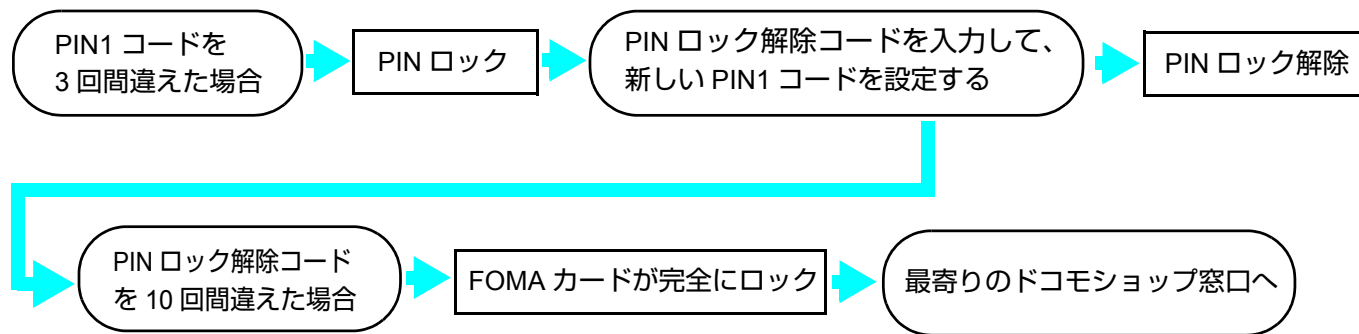 PIN1 コードを
3 回間違えた場合
PIN ロック
PIN ロック解除コードを入力して、
新しい PIN1 コードを設定する
PIN ロック解除
PIN ロック解除コード
を 10 回間違えた場合
FOMA カードが完全にロック
最寄りのドコモショップ窓口へ